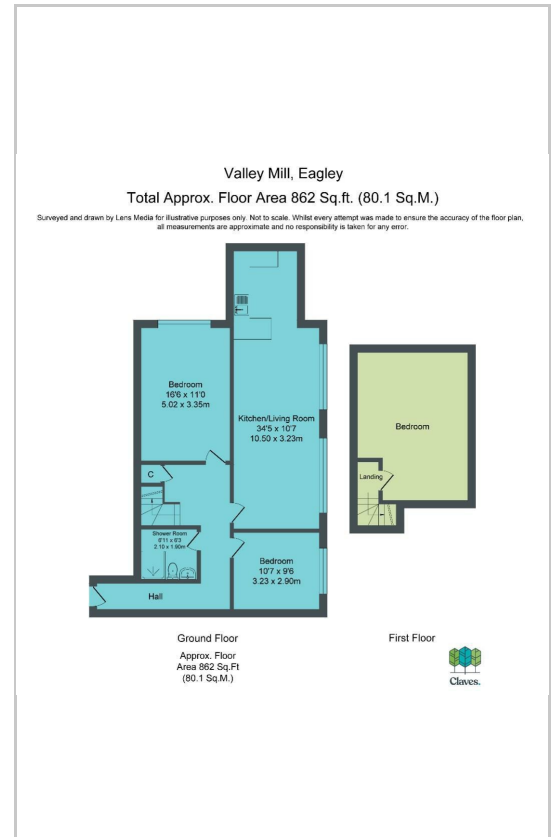 Valley Mill, Eagley
Total Approx. Floor Area 862 Sq.ft. (80.1 Sq.M.)
Surveyed and drawn by Lens Media for illustrative purposes only. Not to scale. Whilst every attempt was made to ensure the accuracy of the floor plan,
all measurements are approximate and no responsibility is taken for any error.
Bedroom
16'6 x 11'0
5.02 x 3.35m
Kitchen/Living Room
34'5 x 10'7
10.50 x 3.23m
Bedroom
C
Landing
Shower Room
2.10 x 1.90m
Bedroom
10'7 x 9'6
3.23 x 2.90m
Hall
Ground Floor
First Floor
Approx. Floor
Area 862 Sq.Ft
(80.1 Sq.M.)
Claves.